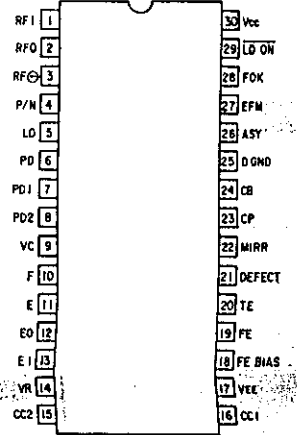 RFI 1 30 Vcc
RFO 2 29 LD ON
RF⊖ 3 28 FOK
P/N 4 27 EFM
LD 5 26 ASY
PD 6 25 DGND
PD1 7 24 CB
PD2 8 23 CP
VC 9 22 MIRR
F 10 21 DEFECT
E 11 20 TE
EO 12 19 FE
EI 13 18 FE BIAS
VR 14 17 VEE
CC2 15 16 CC1